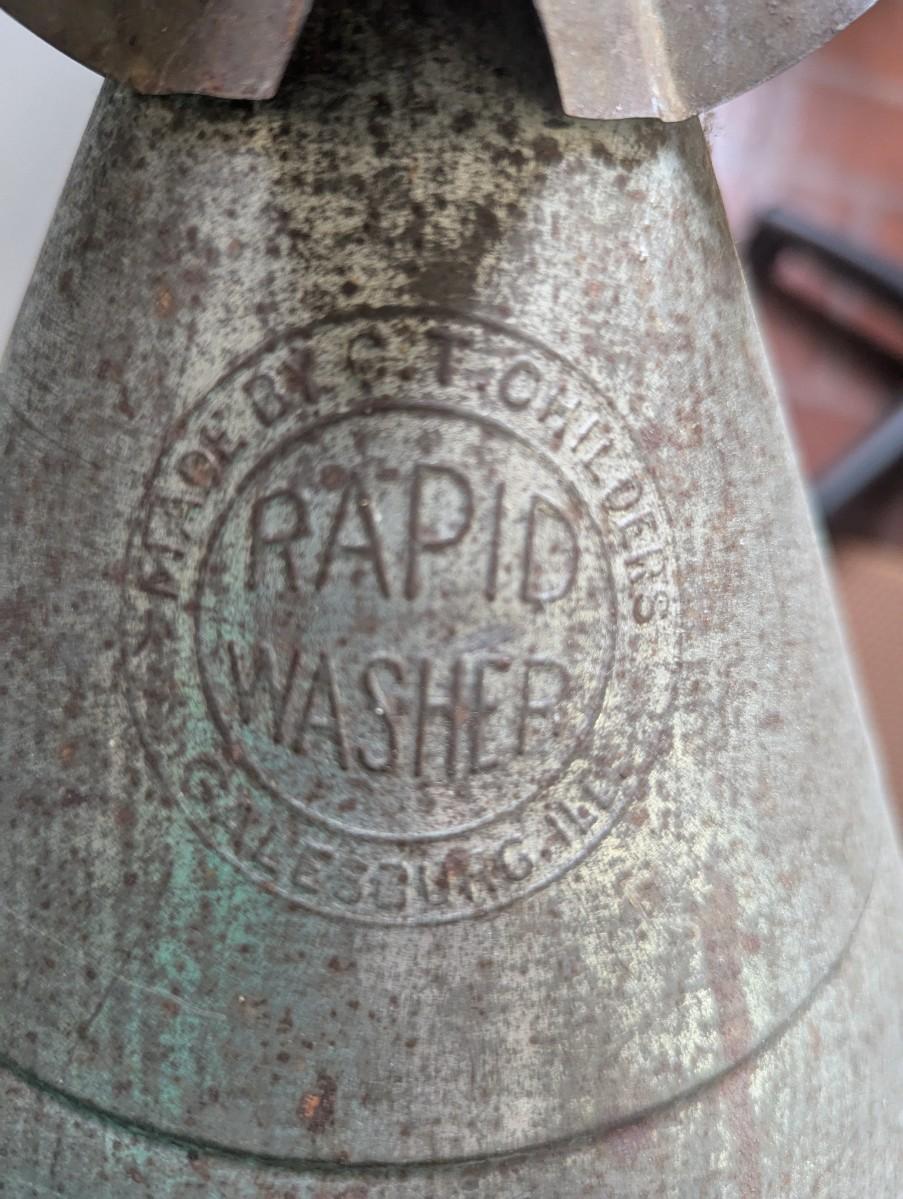 MADE BY C. T. CHILDERS
RAPID
WASHER
GALESBURG. ILL.